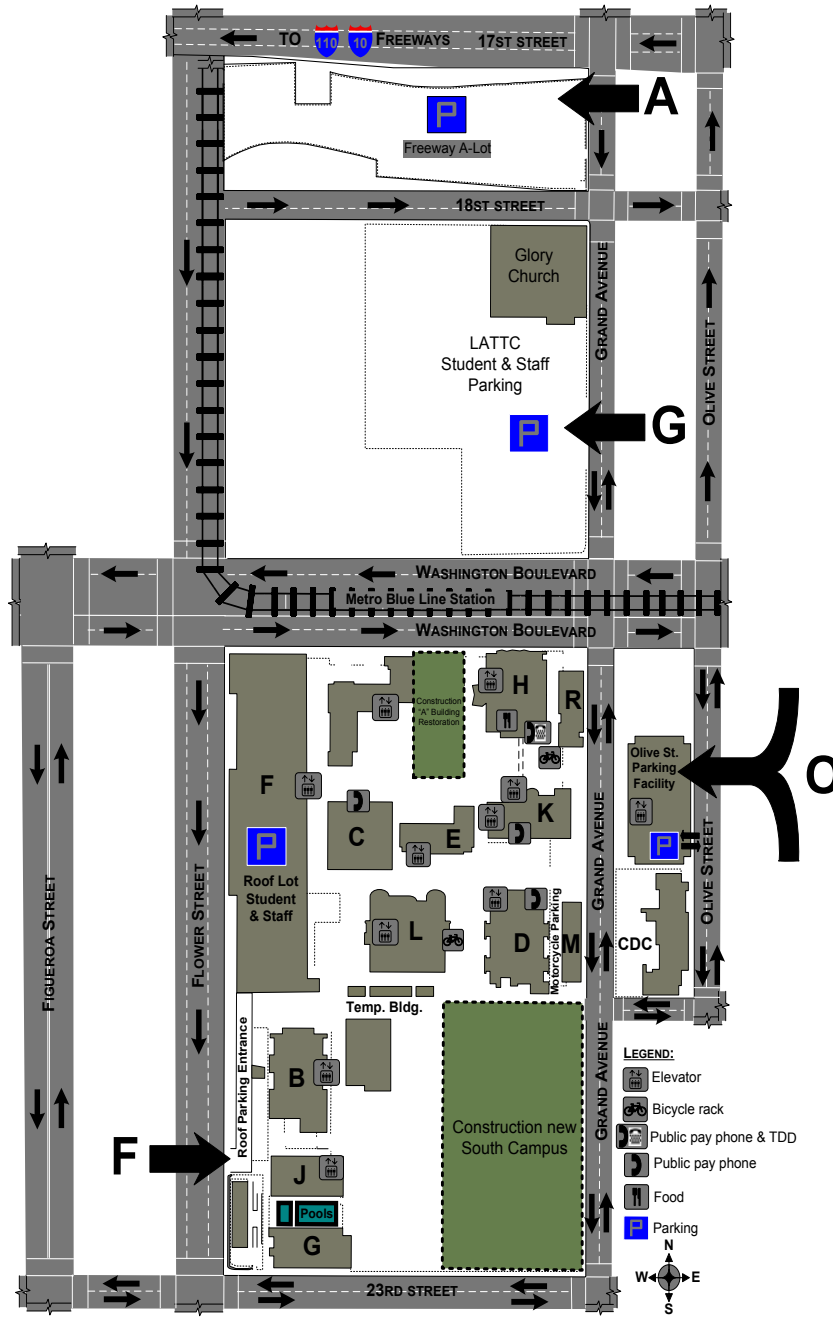 TO 110 10 FREEWAYS 17ST STREET
A
P
Freeway A-Lot
18ST STREET
Glory
Church
GRAND AVENUE
OLIVE STREET
LATTC
Student & Staff
Parking
P
G
WASHINGTON BOULEVARD
Metro Blue Line Station
WASHINGTON BOULEVARD
Construction
"A" Building
Restoration
H
R
Olive St.
Parking
Facility
P
O
F
P
Roof Lot
Student
& Staff
C
E
K
GRAND AVENUE
OLIVE STREET
FIGUEROA STREET
FLOWER STREET
L
D
Motorcycle Parking
M
CDC
Temp. Bldg.
Roof Parking Entrance
B
Construction new
South Campus
GRAND AVENUE
F
J
Pools
G
23RD STREET
LEGEND:
Elevator
Bicycle rack
Public pay phone & TDD
Public pay phone
Food
P Parking
N
W E
S